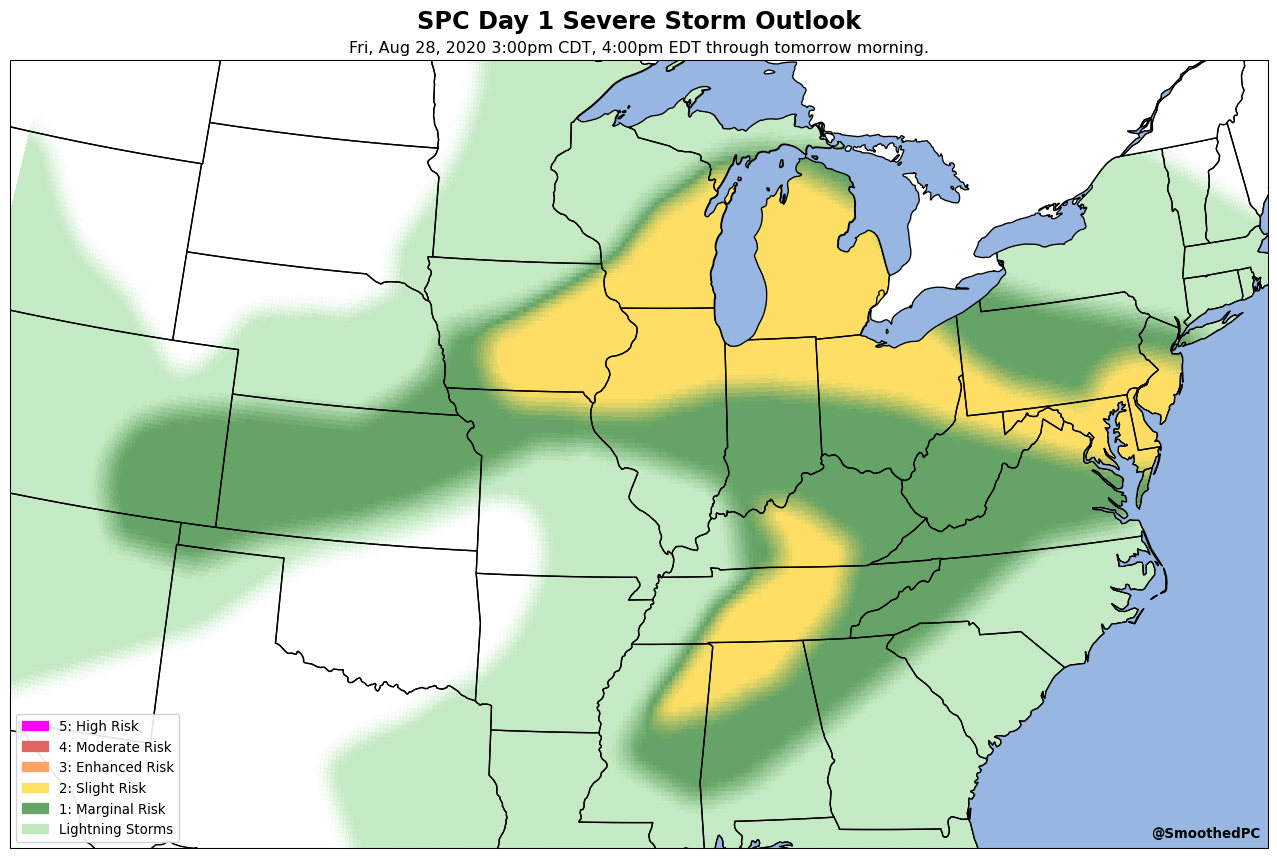 SPC Day 1 Severe Storm Outlook
Fri, Aug 28, 2020 3:00pm CDT, 4:00pm EDT through tomorrow morning.
5: High Risk
4: Moderate Risk
3: Enhanced Risk
2: Slight Risk
1: Marginal Risk
Lightning Storms
@SmoothedPC